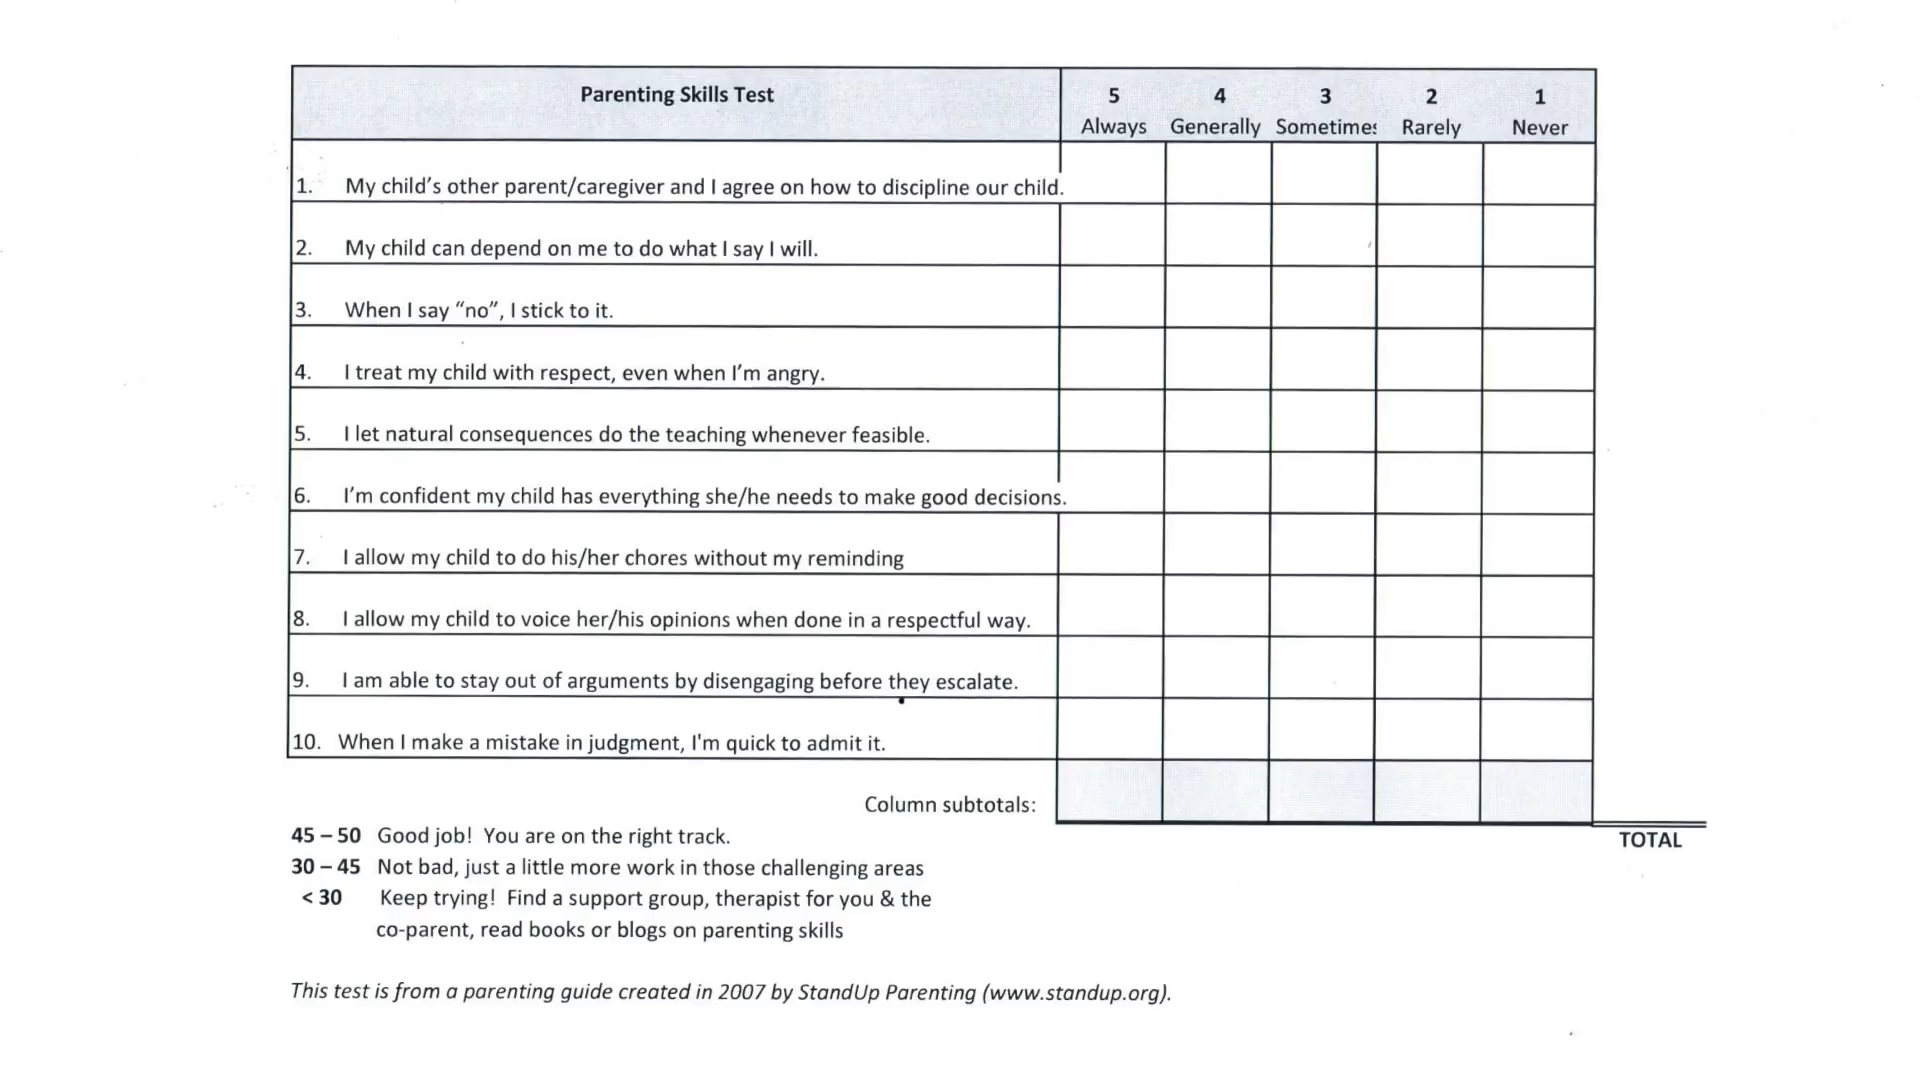 Parenting Skills Test 5 4 3 2 1
Always Generally Sometimes Rarely Never
1. My child’s other parent/caregiver and I agree on how to discipline our child.
2. My child can depend on me to do what I say I will.
3. When I say “no”, I stick to it.
4. I treat my child with respect, even when I’m angry.
5. I let natural consequences do the teaching whenever feasible.
6. I’m confident my child has everything she/he needs to make good decisions.
7. I allow my child to do his/her chores without my reminding
8. I allow my child to voice her/his opinions when done in a respectful way.
9. I am able to stay out of arguments by disengaging before they escalate.
10. When I make a mistake in judgment, I'm quick to admit it.
Column subtotals:
45 – 50 Good job! You are on the right track.
TOTAL
30 – 45 Not bad, just a little more work in those challenging areas
< 30 Keep trying! Find a support group, therapist for you & the
co-parent, read books or blogs on parenting skills
This test is from a parenting guide created in 2007 by StandUp Parenting (www.standup.org).